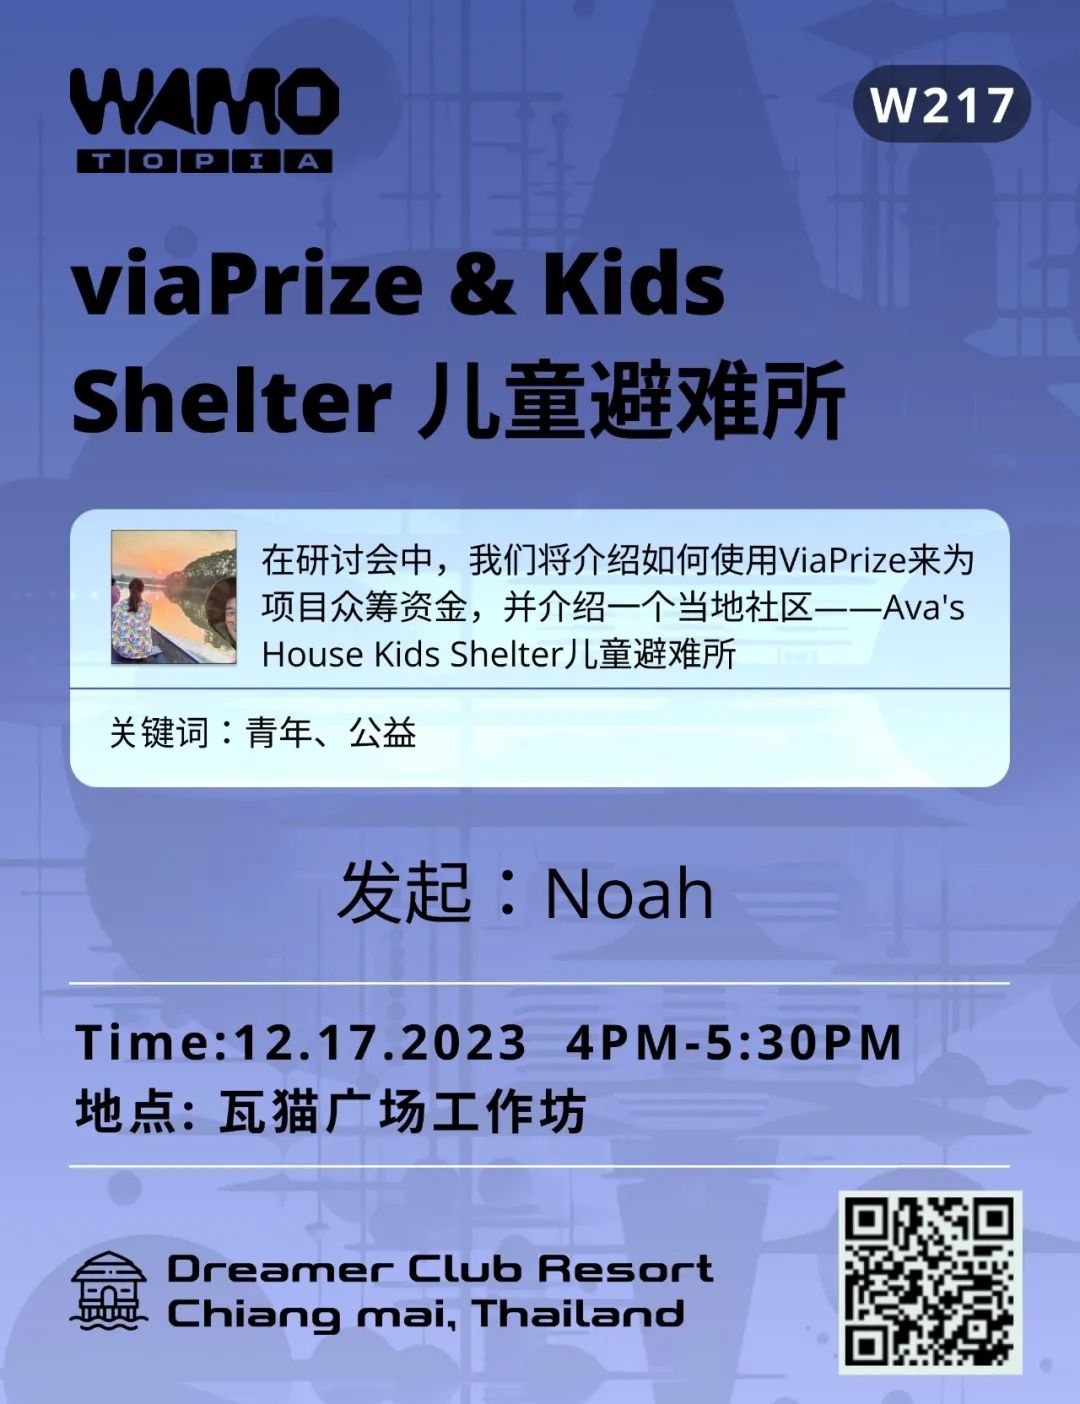 WAMO
TOPIA
W217
viaPrize & Kids
Shelter 儿童避难所
在研讨会中，我们将介绍如何使用ViaPrize来为
项目众筹资金，并介绍一个当地社区——Ava's
House Kids Shelter儿童避难所
关键词：青年、公益
发起：Noah
Time:12.17.2023 4PM-5:30PM
地点: 瓦猫广场工作坊
Dreamer Club Resort
Chiang mai, Thailand